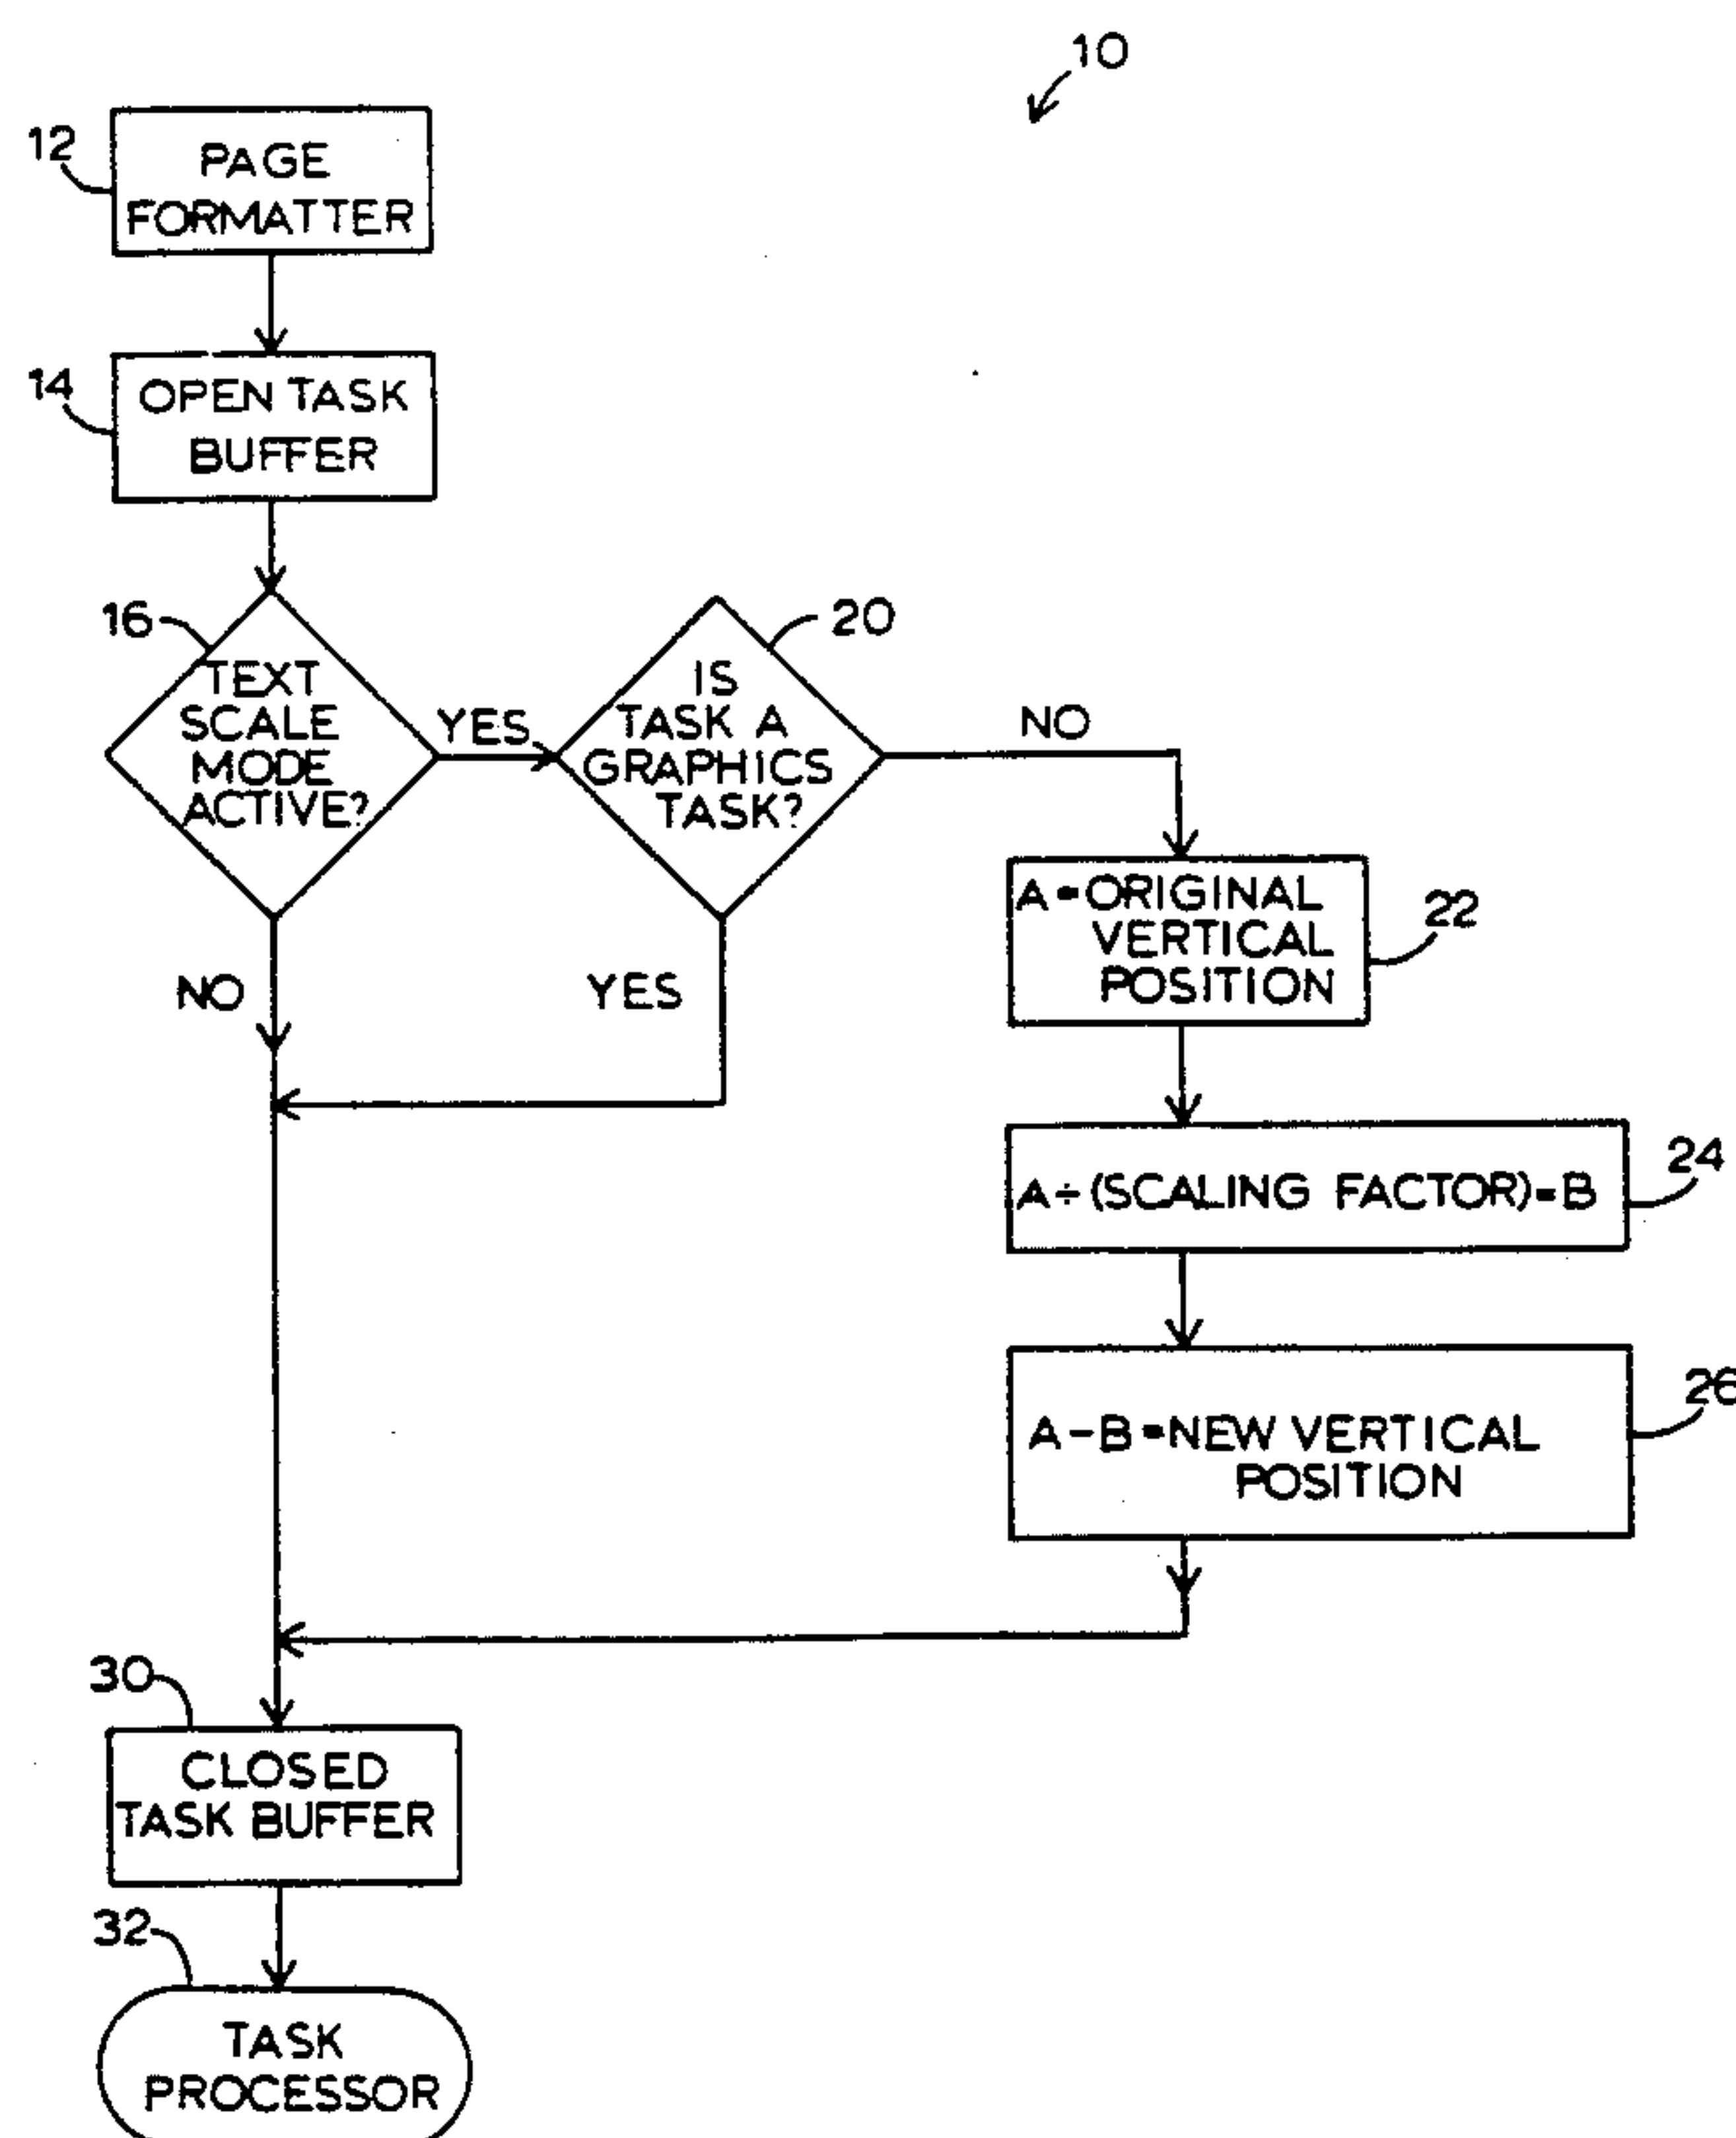 10
12
PAGE
FORMATTER
14
OPEN TASK
BUFFER
16
TEXT
SCALE
MODE
ACTIVE?
YES
20
IS
TASK A
GRAPHICS
TASK?
NO
NO
YES
22
A=ORIGINAL
VERTICAL
POSITION
24
A÷(SCALING FACTOR)=B
26
A-B=NEW VERTICAL
POSITION
30
CLOSED
TASK BUFFER
32
TASK
PROCESSOR